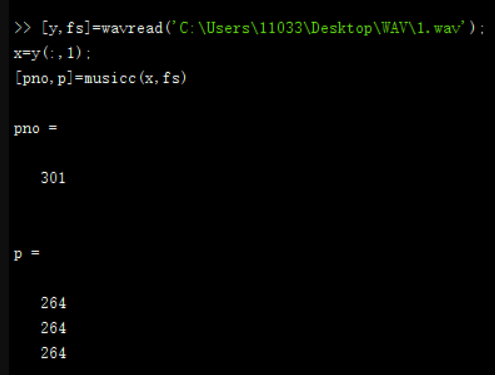 >> [y,fs]=wavread('C:\Users\11033\Desktop\WAV\1.wav');
x=y(:,1);
[pno,p]=musicc(x,fs)
pno =
301
p =
264
264
264